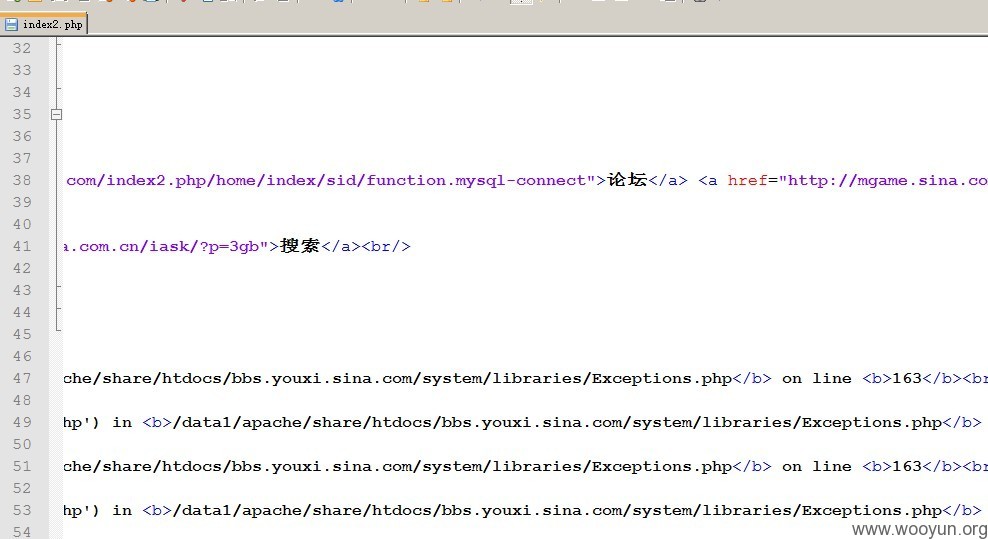 index2.php
32
33
34
35
36
37
38 com/index2.php/home/index/sid/function.mysql-connect">论坛</a> <a href="http://mgame.sina.co
39
40
41 a.com.cn/iask/?p=3gb">搜索</a><br/>
42
43
44
45
46
47 che/share/htdocs/bbs.youxi.sina.com/system/libraries/Exceptions.php</b> on line <b>163</b><br
48
49 hp') in <b>/data1/apache/share/htdocs/bbs.youxi.sina.com/system/libraries/Exceptions.php</b>
50
51 che/share/htdocs/bbs.youxi.sina.com/system/libraries/Exceptions.php</b> on line <b>163</b><br
52
53 hp') in <b>/data1/apache/share/htdocs/bbs.youxi.sina.com/system/libraries/Exceptions.php</b>
54
www.wooyun.org